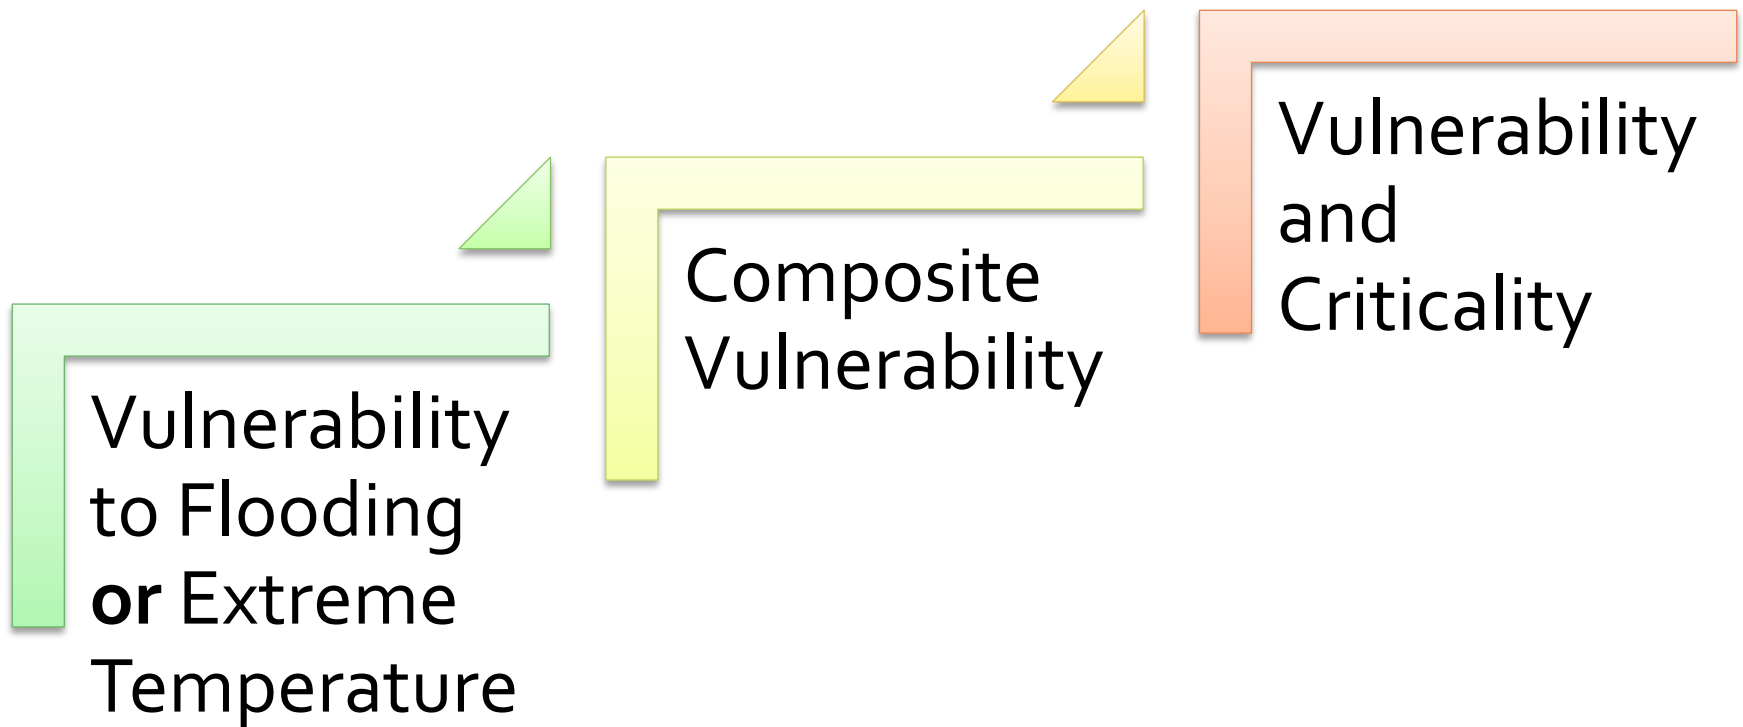 Vulnerability
to Flooding
or Extreme
Temperature
Composite
Vulnerability
Vulnerability
and
Criticality